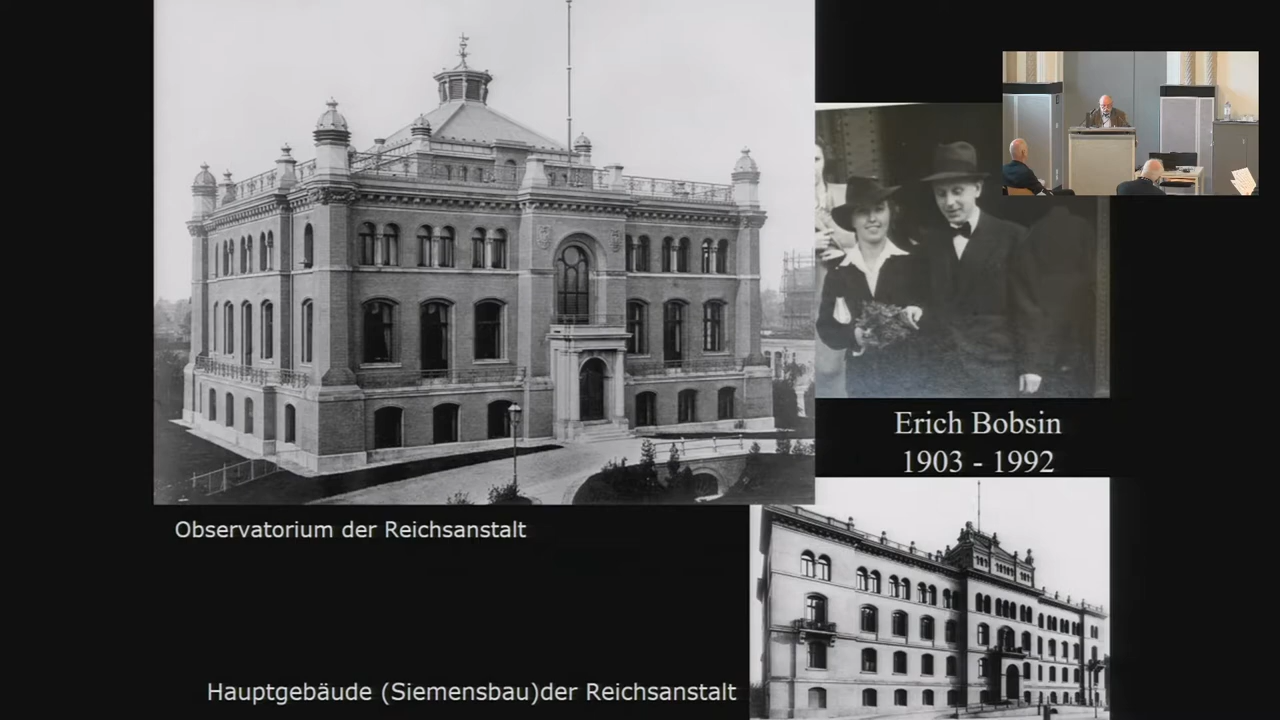 Erich Bobsin
1903 - 1992
Observatorium der Reichsanstalt
Hauptgebäude (Siemensbau)der Reichsanstalt